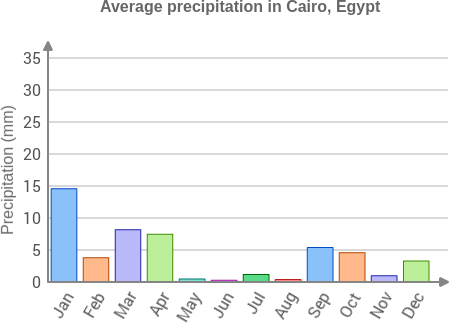 Average precipitation in Cairo, Egypt
Precipitation (mm)
35
30
25
20
15
10
5
0
Jan Feb Mar Apr May Jun Jul Aug Sep Oct Nov Dec